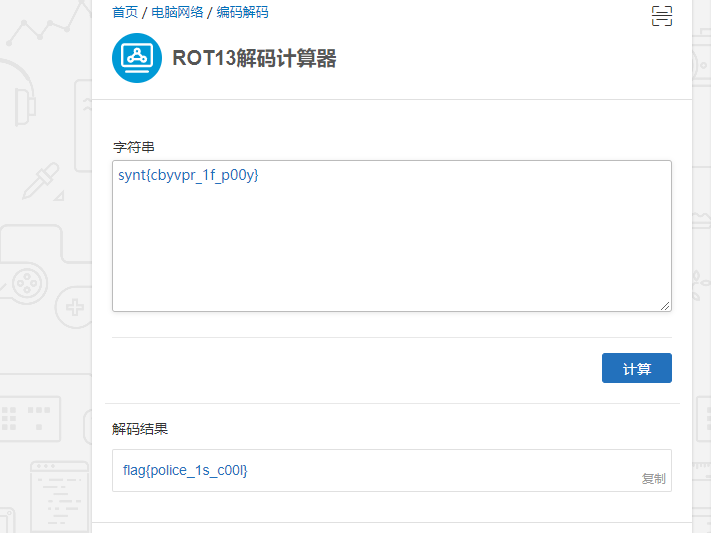 首页 / 电脑网络 / 编码解码
ROT13解码计算器
字符串
synt{cbyvpr_1f_p00y}
计算
解码结果
flag{police_1s_c00l}
复制